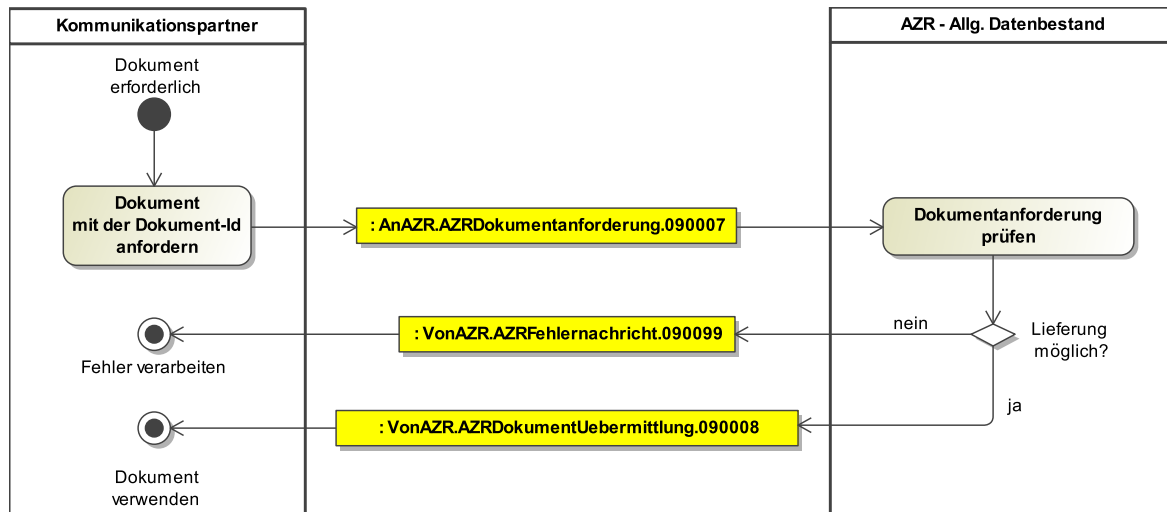 Kommunikationspartner
AZR - Allg. Datenbestand
Dokument
erforderlich
Dokument
mit der Dokument-Id
anfordern
: AnAZR.AZRDokumentanforderung.090007
Dokumentanforderung
prüfen
: VonAZR.AZRFehlernachricht.090099
nein
Lieferung
möglich?
Fehler verarbeiten
ja
: VonAZR.AZRDokumentUebermittlung.090008
Dokument
verwenden